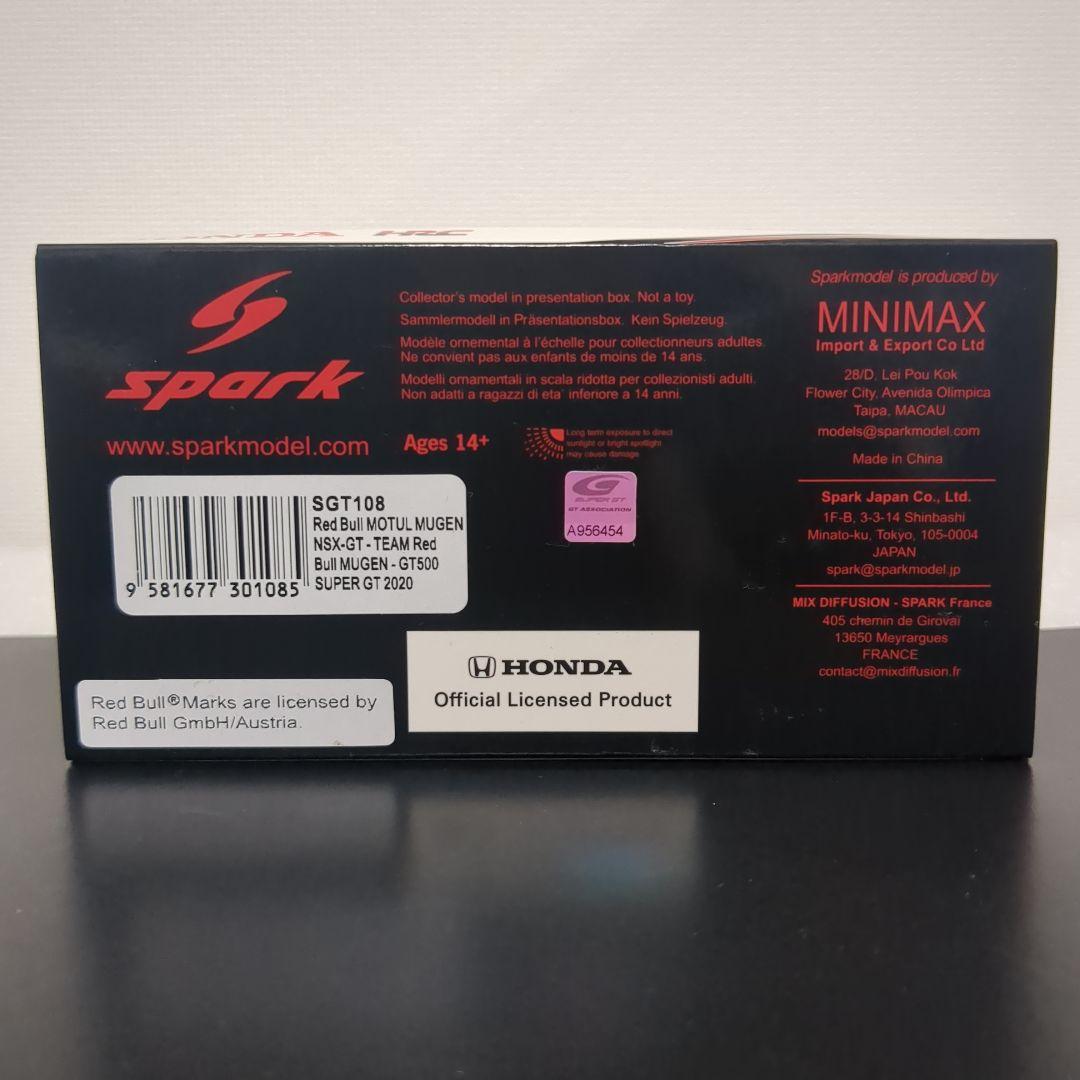 HONDA HRC
spark
www.sparkmodel.com
Collector's model in presentation box. Not a toy.
Sammlermodell in Präsentationsbox. Kein Spielzeug.
Modèle ornemental à l'échelle pour collectionneurs adultes.
Ne convient pas aux enfants de moins de 14 ans.
Modelli ornamentali in scala ridotta per collezionisti adulti.
Non adatti a ragazzi di eta' inferiore a 14 anni.
Ages 14+
Long term exposure to direct
sunlight or bright spotlight
may cause damage
SGT108
Red Bull MOTUL MUGEN
NSX-GT - TEAM Red
Bull MUGEN - GT500
SUPER GT 2020
9 581677 301085
SUPER GT
GT ASSOCIATION
A956454
HONDA
Official Licensed Product
Red Bull® Marks are licensed by
Red Bull GmbH/Austria.
Sparkmodel is produced by
MINIMAX
Import & Export Co Ltd
28/D, Lei Pou Kok
Flower City, Avenida Olimpica
Taipa, MACAU
models@sparkmodel.com
Made in China
Spark Japan Co., Ltd.
1F-B, 3-3-14 Shinbashi
Minato-ku, Tokyo, 105-0004
JAPAN
spark@sparkmodel.jp
MIX DIFFUSION - SPARK France
405 chemin de Girovaï
13650 Meyrargues
FRANCE
contact@mixdiffusion.fr